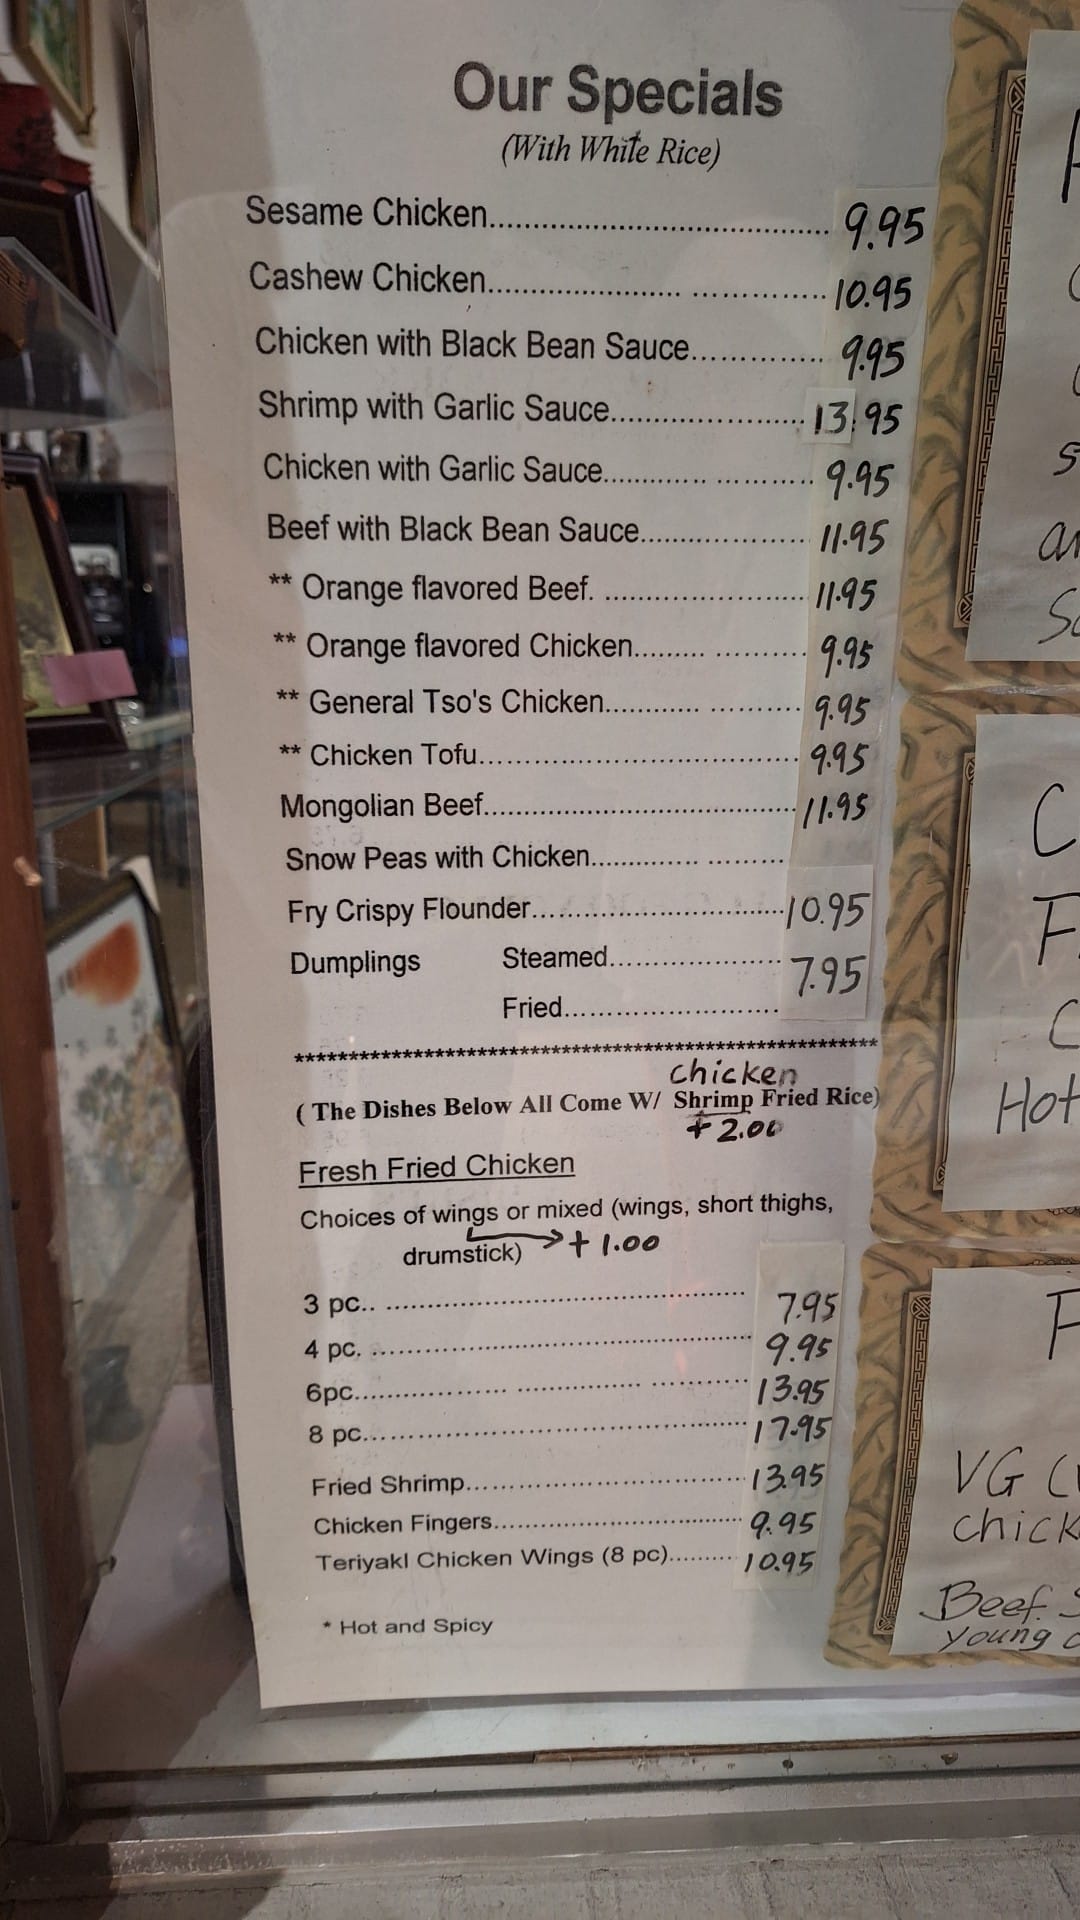 Our Specials
(With White Rice)
Sesame Chicken........................................ 9.95
Cashew Chicken....................... ............... 10.95
Chicken with Black Bean Sauce.............. 9.95
Shrimp with Garlic Sauce....................... 13.95
Chicken with Garlic Sauce............. ............ 9.95
Beef with Black Bean Sauce.................... 11.95
** Orange flavored Beef. ........................ 11.95
** Orange flavored Chicken......... .......... 9.95
** General Tso's Chicken............ .......... 9.95
** Chicken Tofu.................................. 9.95
Mongolian Beef...................................... 11.95
Snow Peas with Chicken............. ........
Fry Crispy Flounder............................ 10.95
Dumplings Steamed.................... 7.95
Fried........................
************************************************************
chicken
( The Dishes Below All Come W/ Shrimp Fried Rice)
+ 2.00
Fresh Fried Chicken
Choices of wings or mixed (wings, short thighs,
drumstick) + 1.00
3 pc.. ............................................. 7.95
4 pc. ............................................. 9.95
6pc................... ................ ............ 13.95
8 pc............................................. 17.95
Fried Shrimp................................. 13.95
Chicken Fingers............................. 9.95
Teriyakl Chicken Wings (8 pc).......... 10.95
* Hot and Spicy
C
F
C
Hot
F
VG
chick
Beef.
young